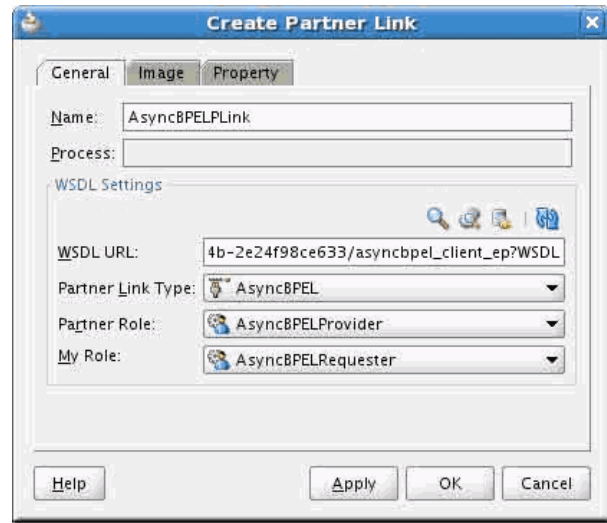 Create Partner Link
General Image Property
Name: AsyncBPELPLink
Process:
WSDL Settings
WSDL URL: 4b-2e24f98ce633/asyncbpel_client_ep?WSDL
Partner Link Type: AsyncBPEL
Partner Role: AsyncBPELProvider
My Role: AsyncBPELRequester
Help Apply OK Cancel